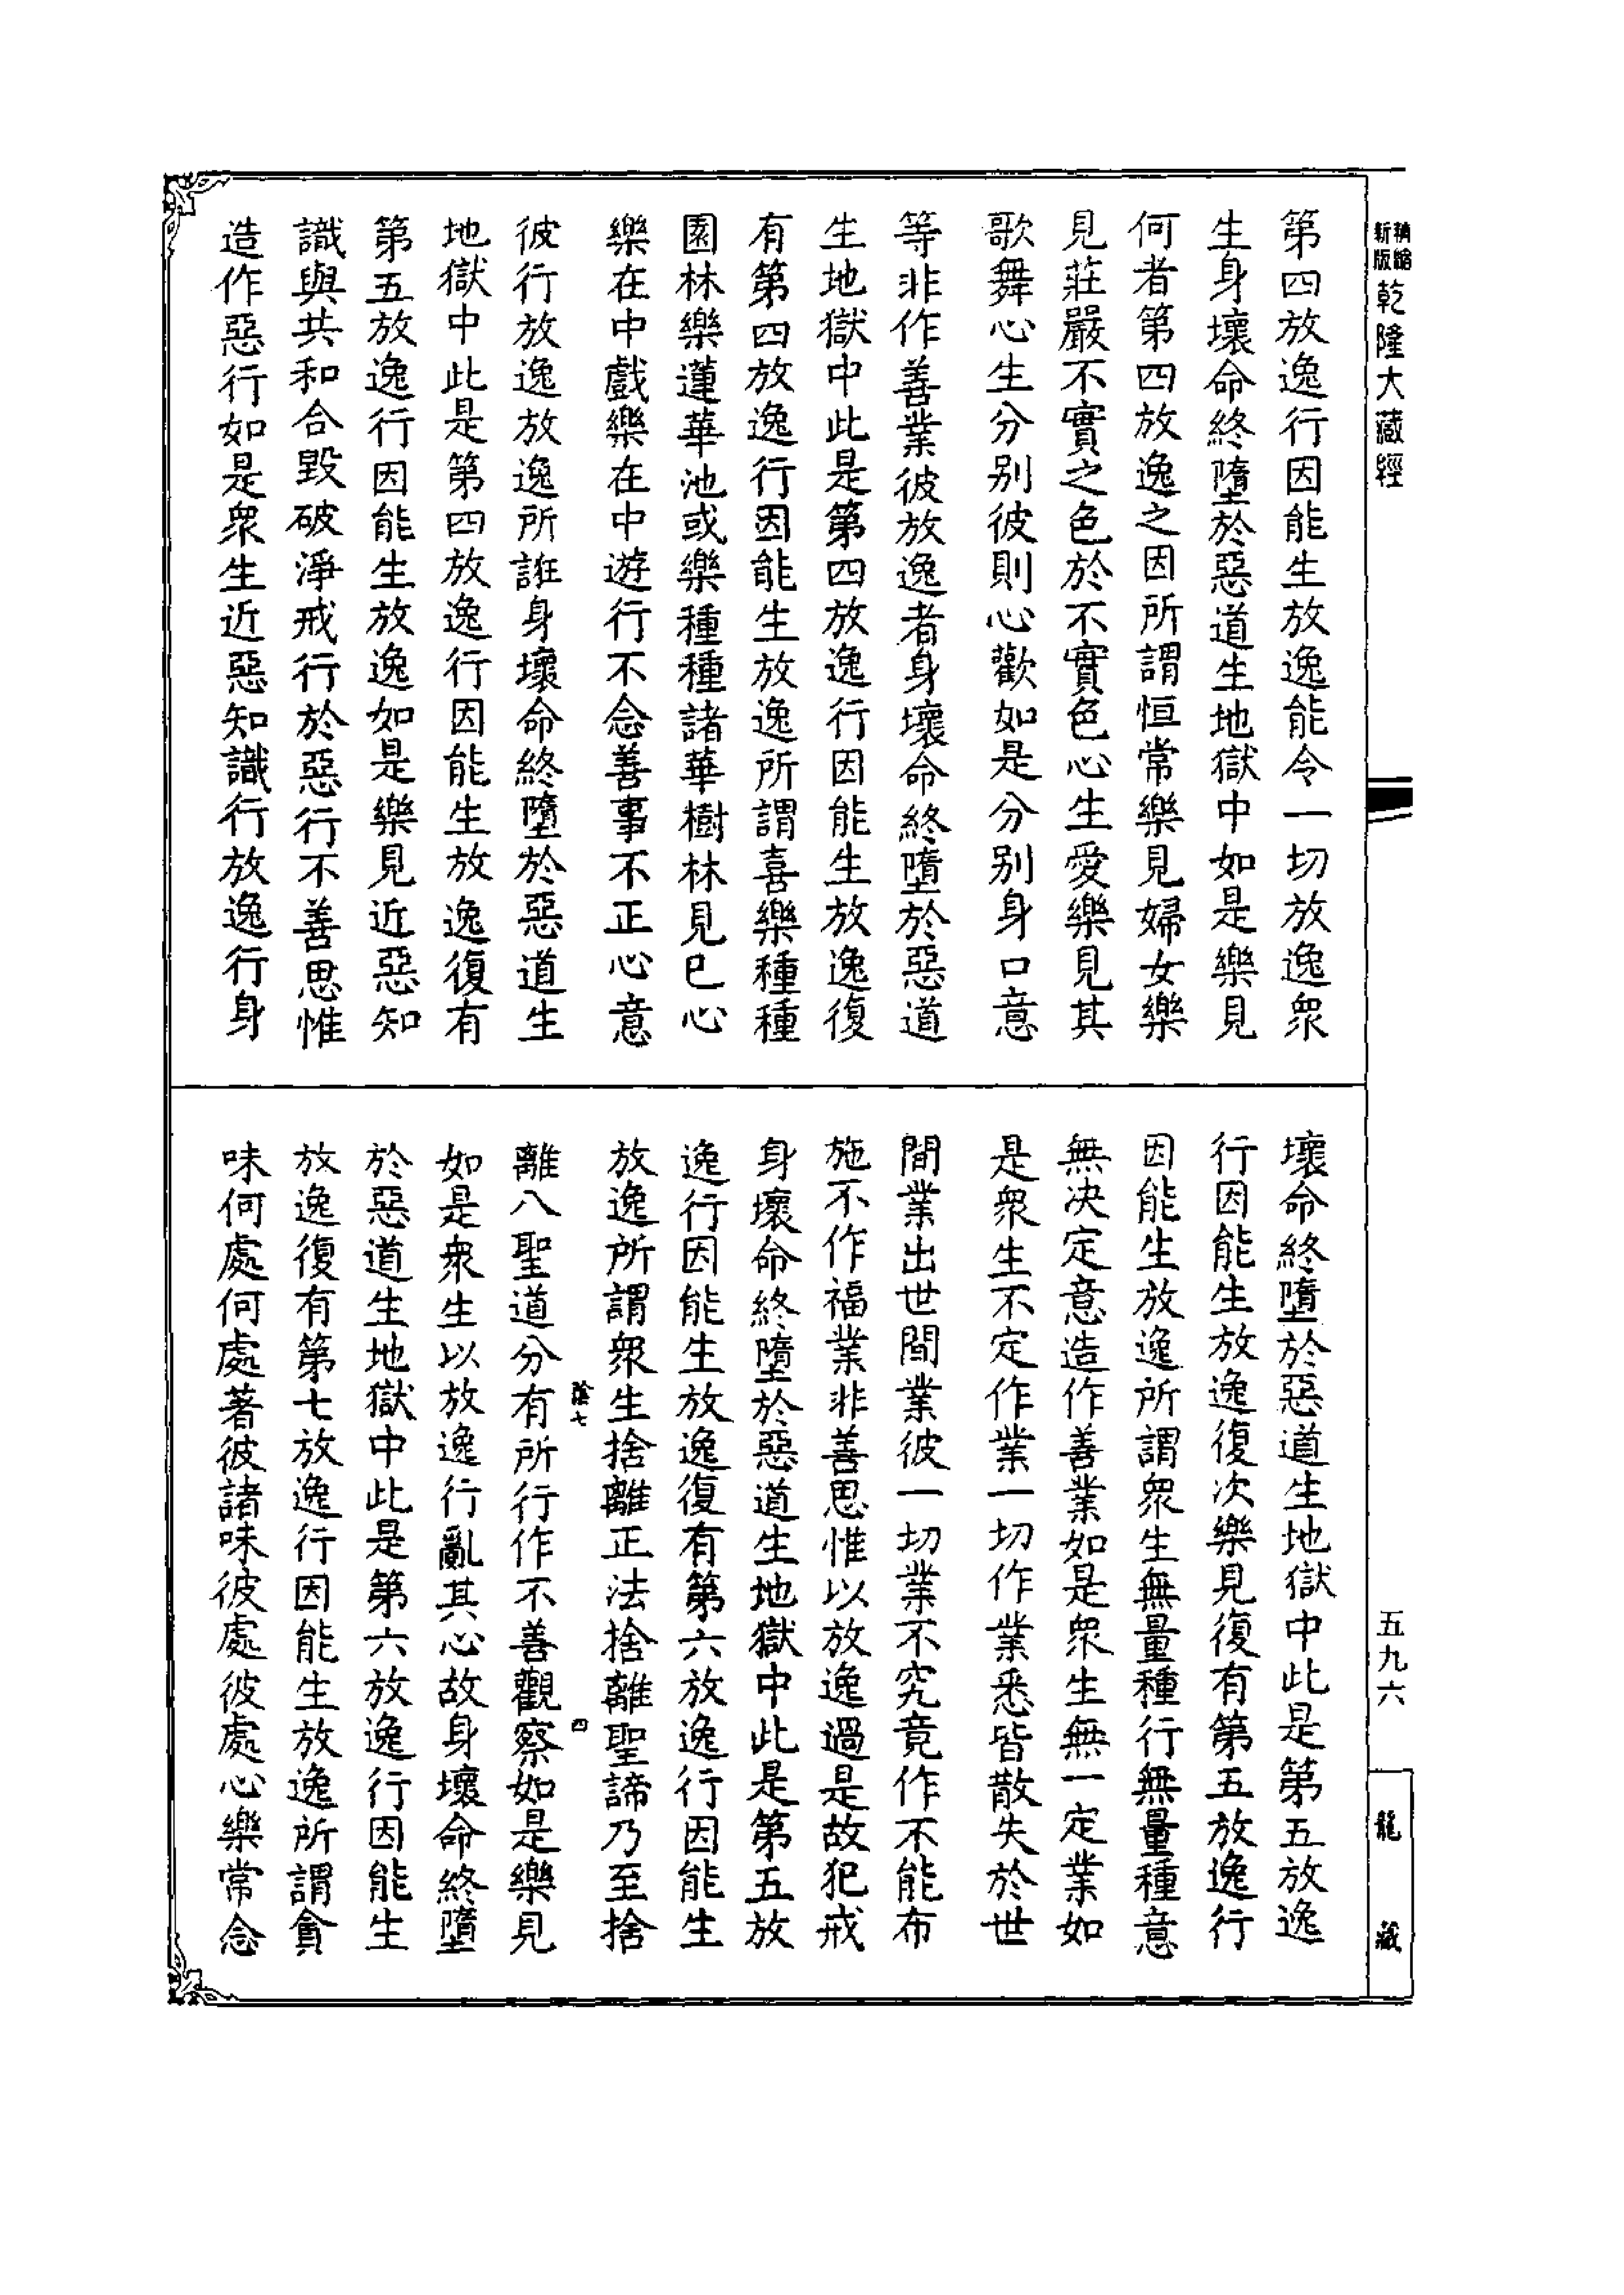 精縮
新版
乾隆大藏經
第四放逸行因能生放逸能令一切放逸眾
生身壞命終墮於惡道生地獄中如是樂見
何者第四放逸之因所謂恒常樂見婦女樂
見莊嚴不實之色於不實色心生愛樂見其
歌舞心生分別彼則心歡如是分別身口意
等非作善業彼放逸者身壞命終墮於惡道
生地獄中此是第四放逸行因能生放逸復
有第四放逸行因能生放逸所謂喜樂種種
園林樂蓮華池或樂種種諸華樹林見已心
樂在中戲樂在中遊行不念善事不正心意
彼行放逸放逸所誑身壞命終墮於惡道生
地獄中此是第四放逸行因能生放逸復有
第五放逸行因能生放逸如是樂見近惡知
識與共和合毀破淨戒行於惡行不善思惟
造作惡行如是眾生近惡知識行放逸行身
壞命終墮於惡道生地獄中此是第五放逸
行因能生放逸復次樂見復有第五放逸行
因能生放逸所謂眾生無量種行無量種意
無決定意造作善業如是眾生無一定業如
是眾生不定作業一切作業悉皆散失於世
間業出世間業彼一切業不究竟作不能布
施不作福業非善思惟以放逸過是故犯戒
身壞命終墮於惡道生地獄中此是第五放
逸行因能生放逸復有第六放逸行因能生
放逸所謂眾生捨離正法捨離聖諦乃至捨
陰七
四
離八聖道分有所行作不善觀察如是樂見
如是眾生以放逸行亂其心故身壞命終墮
於惡道生地獄中此是第六放逸行因能生
放逸復有第七放逸行因能生放逸所謂貪
味何處何處著彼諸味彼處彼處心樂常念
五九六
龍藏